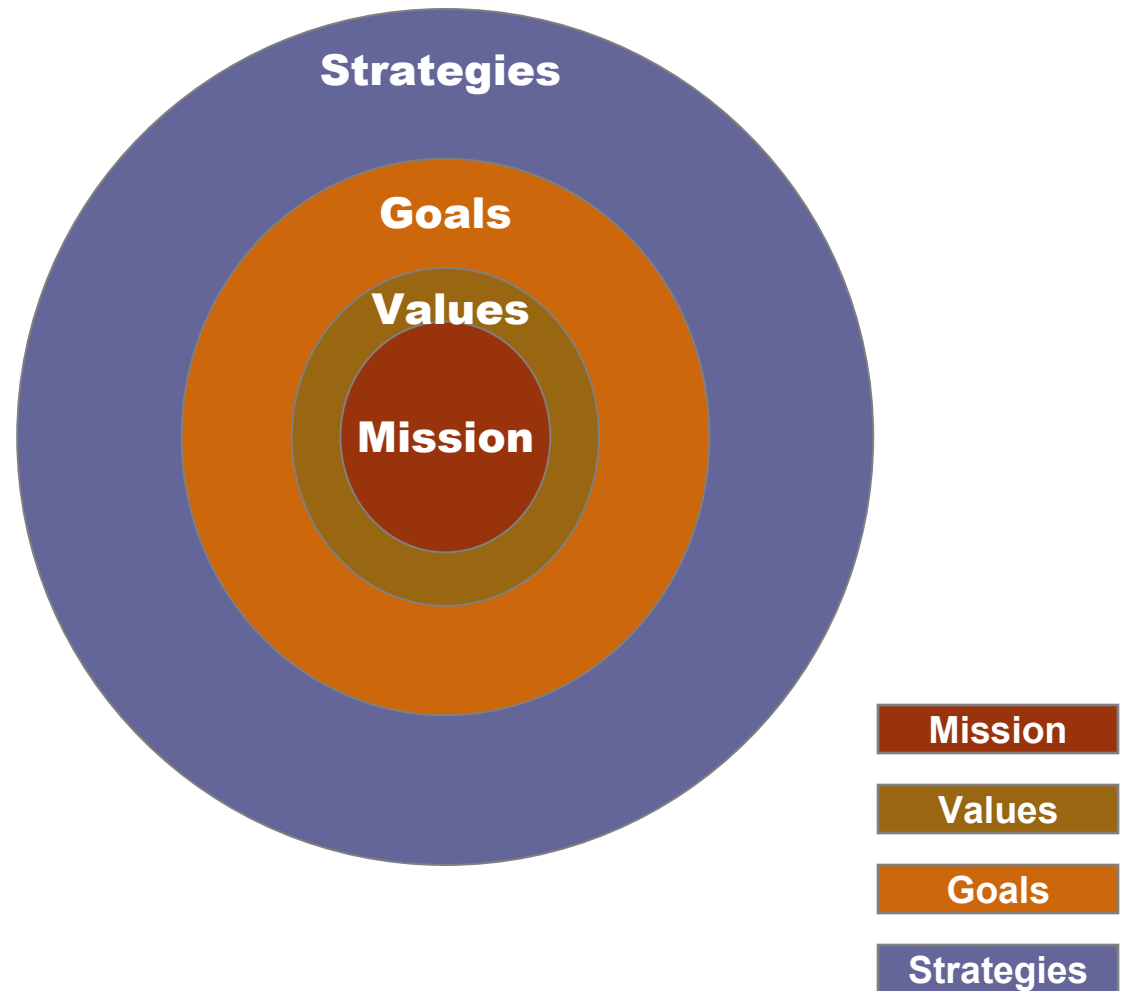 Strategies
Goals
Values
Mission
Mission
Values
Goals
Strategies